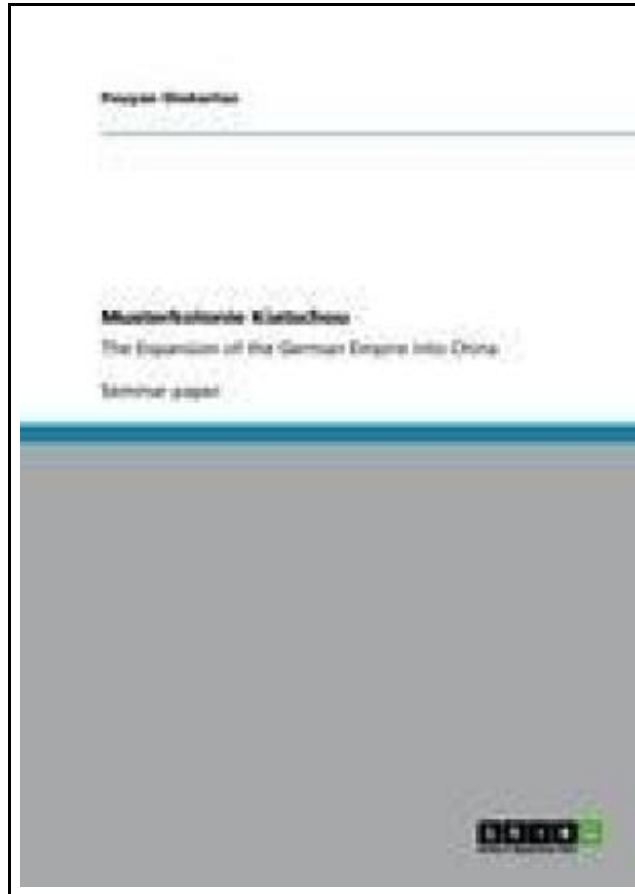 Musterkolonie Kiatschou
The Expansion of the German Empire into China
Seminar paper